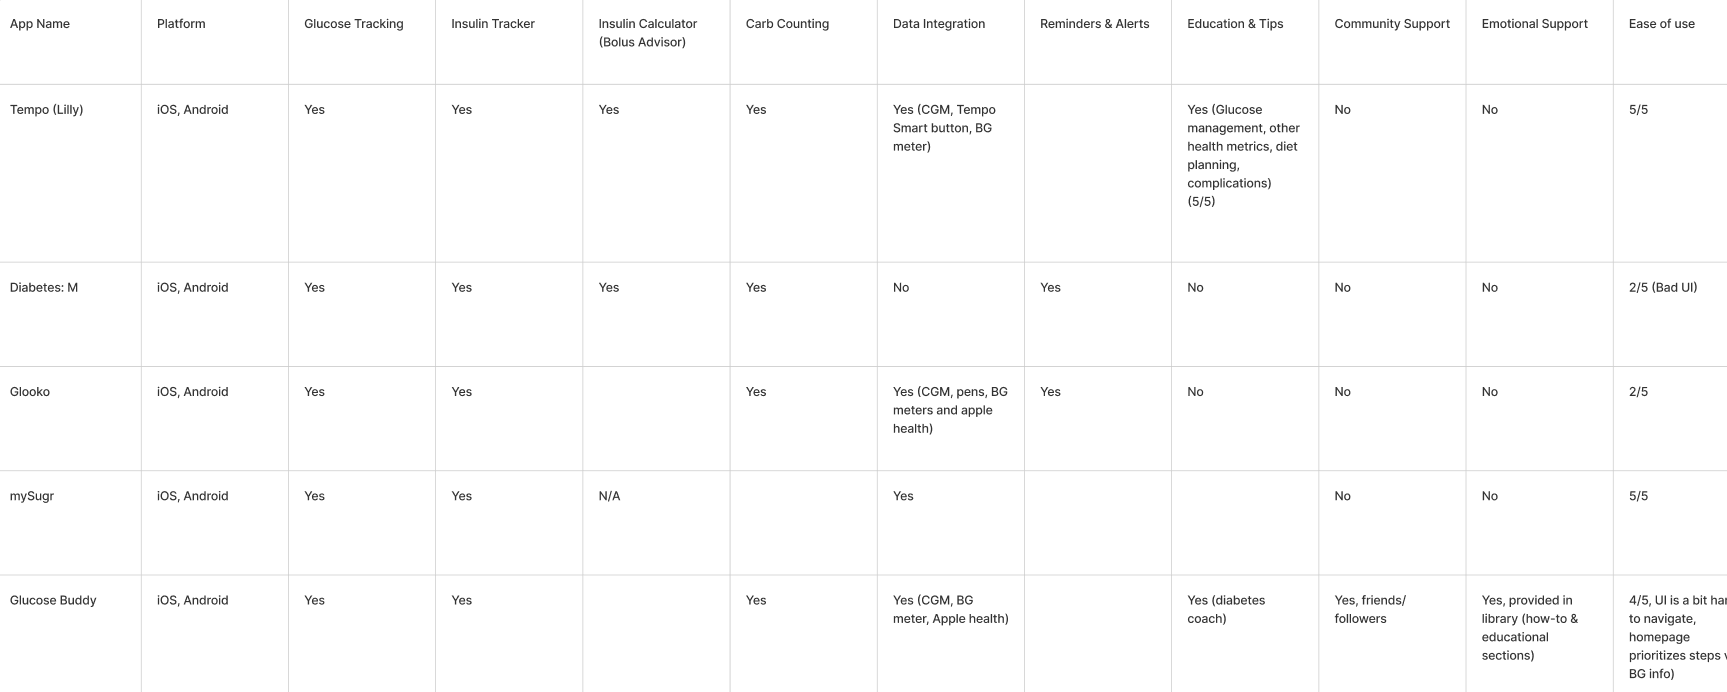 App Name
Platform
Glucose Tracking
Insulin Tracker
Insulin Calculator
(Bolus Advisor)
Carb Counting
Data Integration
Reminders & Alerts
Education & Tips
Community Support
Emotional Support
Ease of use
Tempo (Lilly)
iOS, Android
Yes
Yes
Yes
Yes
Yes (CGM, Tempo
Smart button, BG
meter)
Yes (Glucose
management, other
health metrics, diet
planning,
complications)
(5/5)
No
No
5/5
Diabetes: M
iOS, Android
Yes
Yes
Yes
Yes
No
Yes
No
No
No
2/5 (Bad UI)
Glooko
iOS, Android
Yes
Yes
Yes
Yes (CGM, pens, BG
meters and apple
health)
Yes
No
No
No
2/5
mySugr
iOS, Android
Yes
Yes
N/A
Yes
No
No
5/5
Glucose Buddy
iOS, Android
Yes
Yes
Yes
Yes (CGM, BG
meter, Apple health)
Yes (diabetes
coach)
Yes, friends/
followers
Yes, provided in
library (how-to &
educational
sections)
4/5, UI is a bit
to navigate,
homepage
prioritizes steps
BG info)